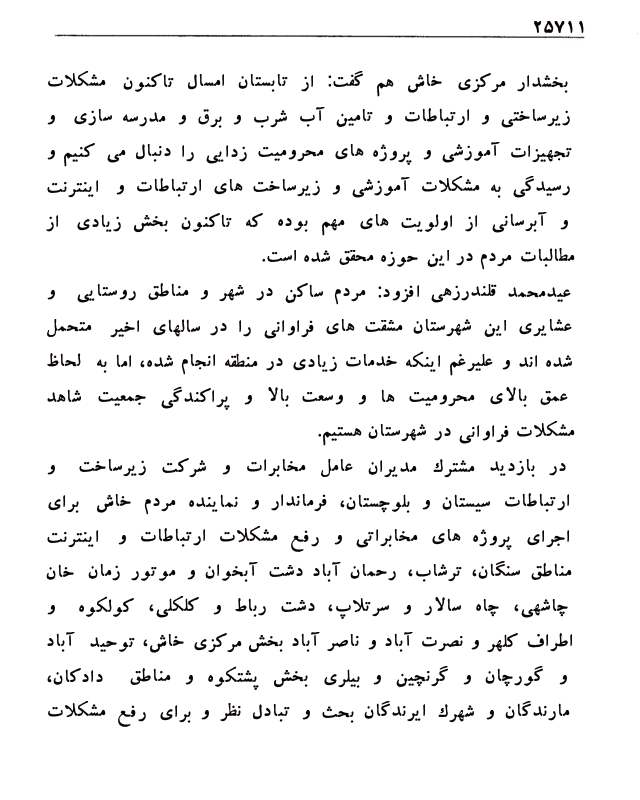 ۲۵۷۱۱
بخشدار مرکزی خاش هم گفت: از تابستان امسال تاکنون مشکلات
زیرساختی و ارتباطات و تامین آب شرب و برق و مدرسه سازی و
تجهیزات آموزشی و پروژه های محرومیت زدایی را دنبال می کنیم و
رسیدگی به مشکلات آموزشی و زیرساخت های ارتباطات و اینترنت
و آبرسانی از اولویت های مهم بوده که تاکنون بخش زیادی از
مطالبات مردم در این حوزه محقق شده است.
عیدمحمد قلندرزهی افزود: مردم ساکن در شهر و مناطق روستایی و
عشایری این شهرستان مشقت های فراوانی را در سالهای اخیر متحمل
شده اند و علیرغم اینکه خدمات زیادی در منطقه انجام شده، اما به لحاظ
عمق بالای محرومیت ها و وسعت بالا و پراکندگی جمعیت شاهد
مشکلات فراوانی در شهرستان هستیم.
در بازدید مشترك مدیران عامل مخابرات و شرکت زیرساخت و
ارتباطات سیستان و بلوچستان، فرماندار و نماینده مردم خاش برای
اجرای پروژه های مخابراتی و رفع مشکلات ارتباطات و اینترنت
مناطق سنگان، ترشاب، رحمان آباد دشت آبخوان و موتور زمان خان
چاشهی، چاه سالار و سرتلاپ، دشت رباط و کلکلی، کولکوه و
اطراف کلهر و نصرت آباد و ناصر آباد بخش مرکزی خاش، توحید آباد
و گورچان و گرنچین و بیلری بخش پشتکوه و مناطق دادکان،
مارندگان و شهرك ایرندگان بحث و تبادل نظر و برای رفع مشکلات